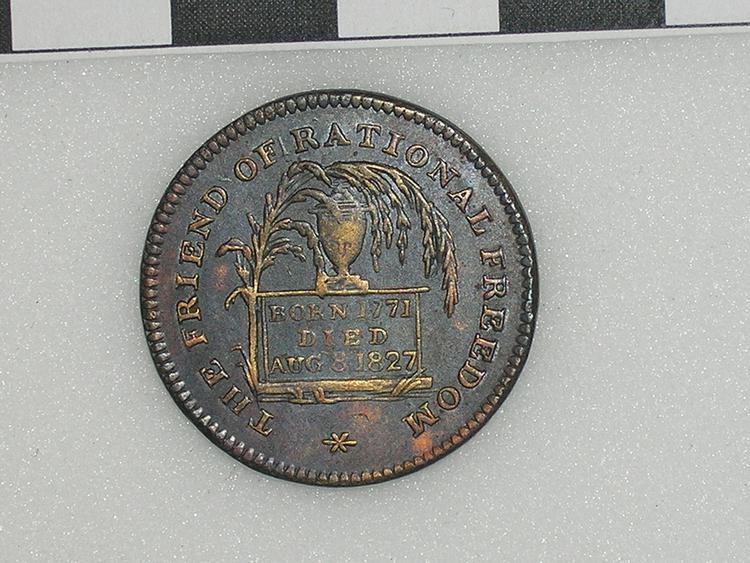 THE FRIEND OF RATIONAL FREEDOM
BORN 1771
DIED
AUG 8 1827